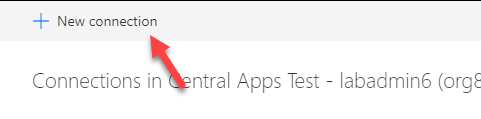 New connection
Connections in Central Apps Test - labadmin6 (org8